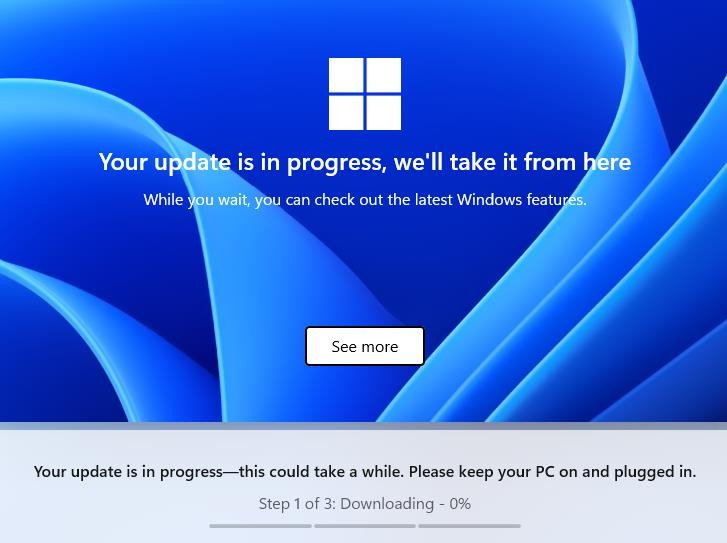 Your update is in progress, we'll take it from here
While you wait, you can check out the latest Windows features.
See more
Your update is in progress—this could take a while. Please keep your PC on and plugged in.
Step 1 of 3: Downloading - 0%